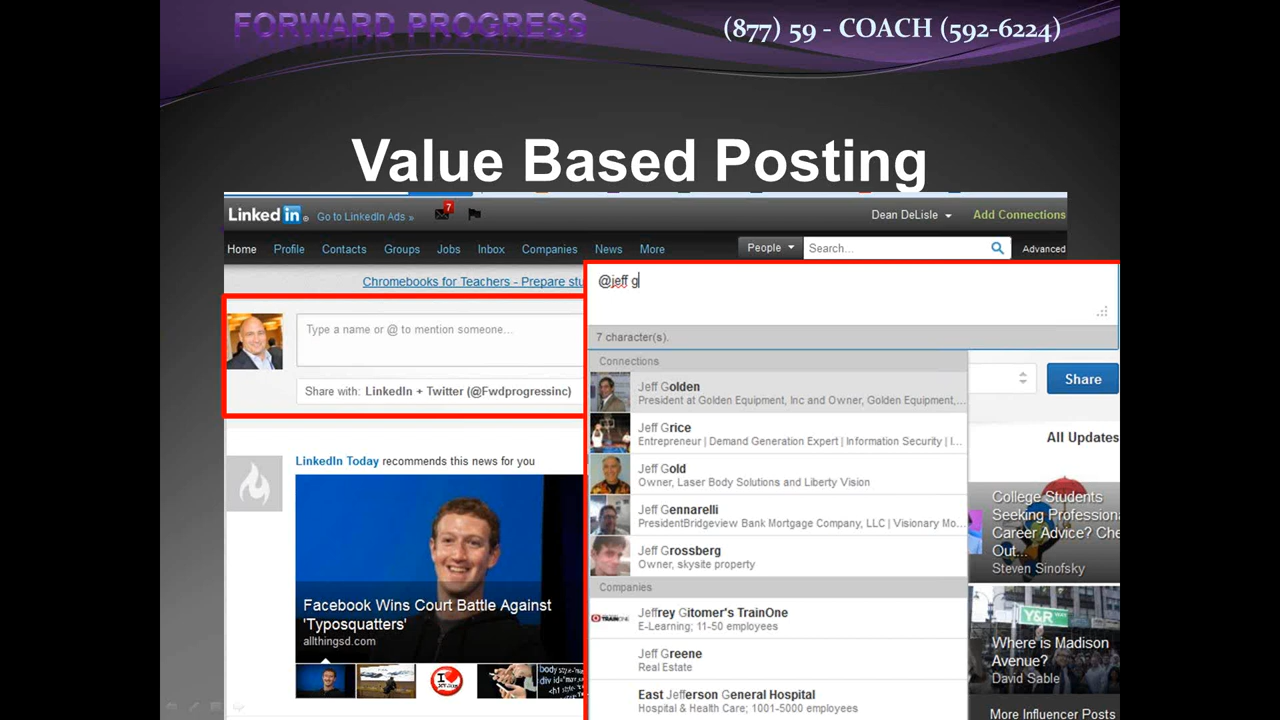 FORWARD PROGRESS
(877) 59 - COACH (592-6224)
Value Based Posting
Linked in
Go to LinkedIn Ads »
7
Dean DeLisle
Add Connections
Home Profile Contacts Groups Jobs Inbox Companies News More
People
Search...
Advanced
Chromebooks for Teachers - Prepare stu
@jeff g
7 character(s).
Type a name or @ to mention someone...
Share with: LinkedIn + Twitter (@Fwdprogressinc)
Share
Connections
Jeff Golden
President at Golden Equipment, Inc and Owner, Golden Equipment,...
Jeff Grice
Entrepreneur | Demand Generation Expert | Information Security | I...
Jeff Gold
Owner, Laser Body Solutions and Liberty Vision
Jeff Gennarelli
PresidentBridgeview Bank Mortgage Company, LLC | Visionary Mo...
Jeff Grossberg
Owner, skysite property
Companies
Jeffrey Gitomer's TrainOne
E-Learning; 11-50 employees
TRAINONE
Jeff Greene
Real Estate
East Jefferson General Hospital
Hospital & Health Care; 1001-5000 employees
LinkedIn Today recommends this news for you
Facebook Wins Court Battle Against
'Typosquatters'
allthingsd.com
All Updates
College Students
Seeking Professiona
Career Advice? Che
Out...
Steven Sinofsky
Y&R
Where is Madison
Avenue?
David Sable
More Influencer Posts